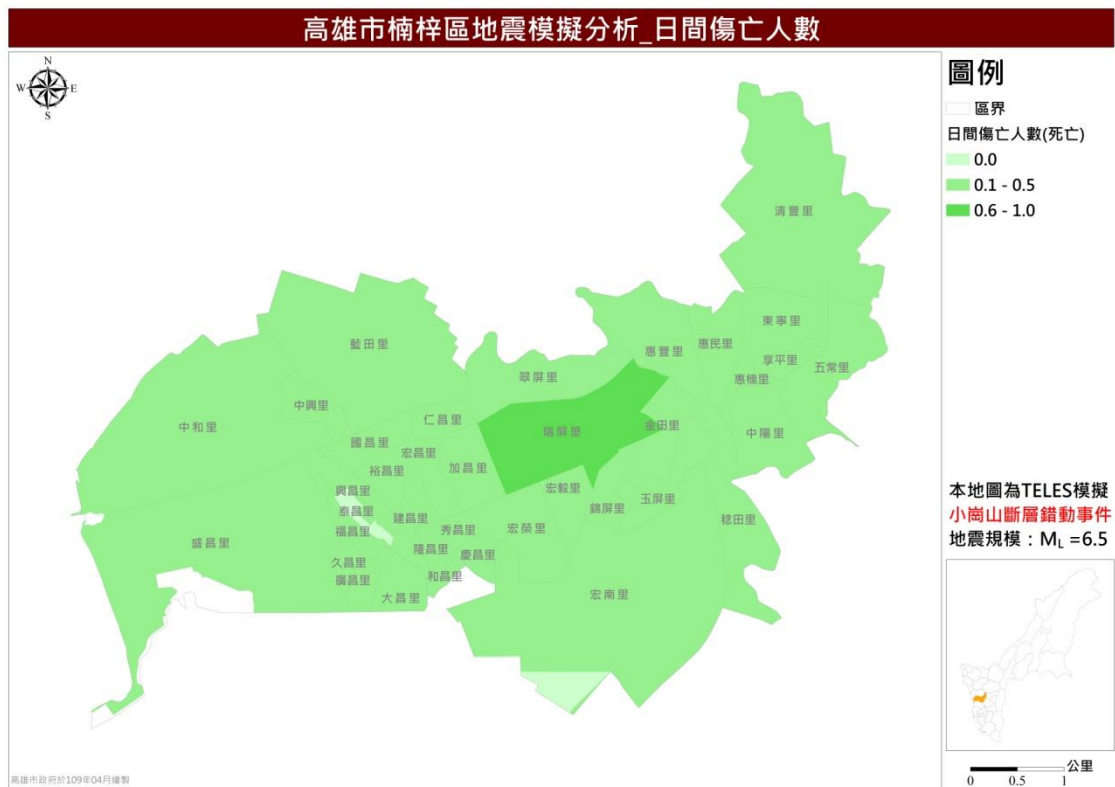 高雄市楠梓區地震模擬分析_日間傷亡人數
N
W E
S
圖例
區界
日間傷亡人數(死亡)
0.0
0.1 - 0.5
0.6 - 1.0
清豐里
東寧里
惠民里
惠豐里
享平里
五常里
惠楠里
藍田里
翠屏里
中興里
仁昌里
中和里
瑞屏里
金田里
中陽里
國昌里
宏昌里
裕昌里
加昌里
興昌里
宏毅里
玉屏里
錦屏里
泰昌里
建昌里
稔田里
福昌里
秀昌里
宏榮里
盛昌里
隆昌里
慶昌里
久昌里
和昌里
廣昌里
大昌里
宏南里
本地圖為TELES模擬
小崗山斷層錯動事件
地震規模：ML =6.5
公里
0 0.5 1
高雄市政府於109年04月繪製